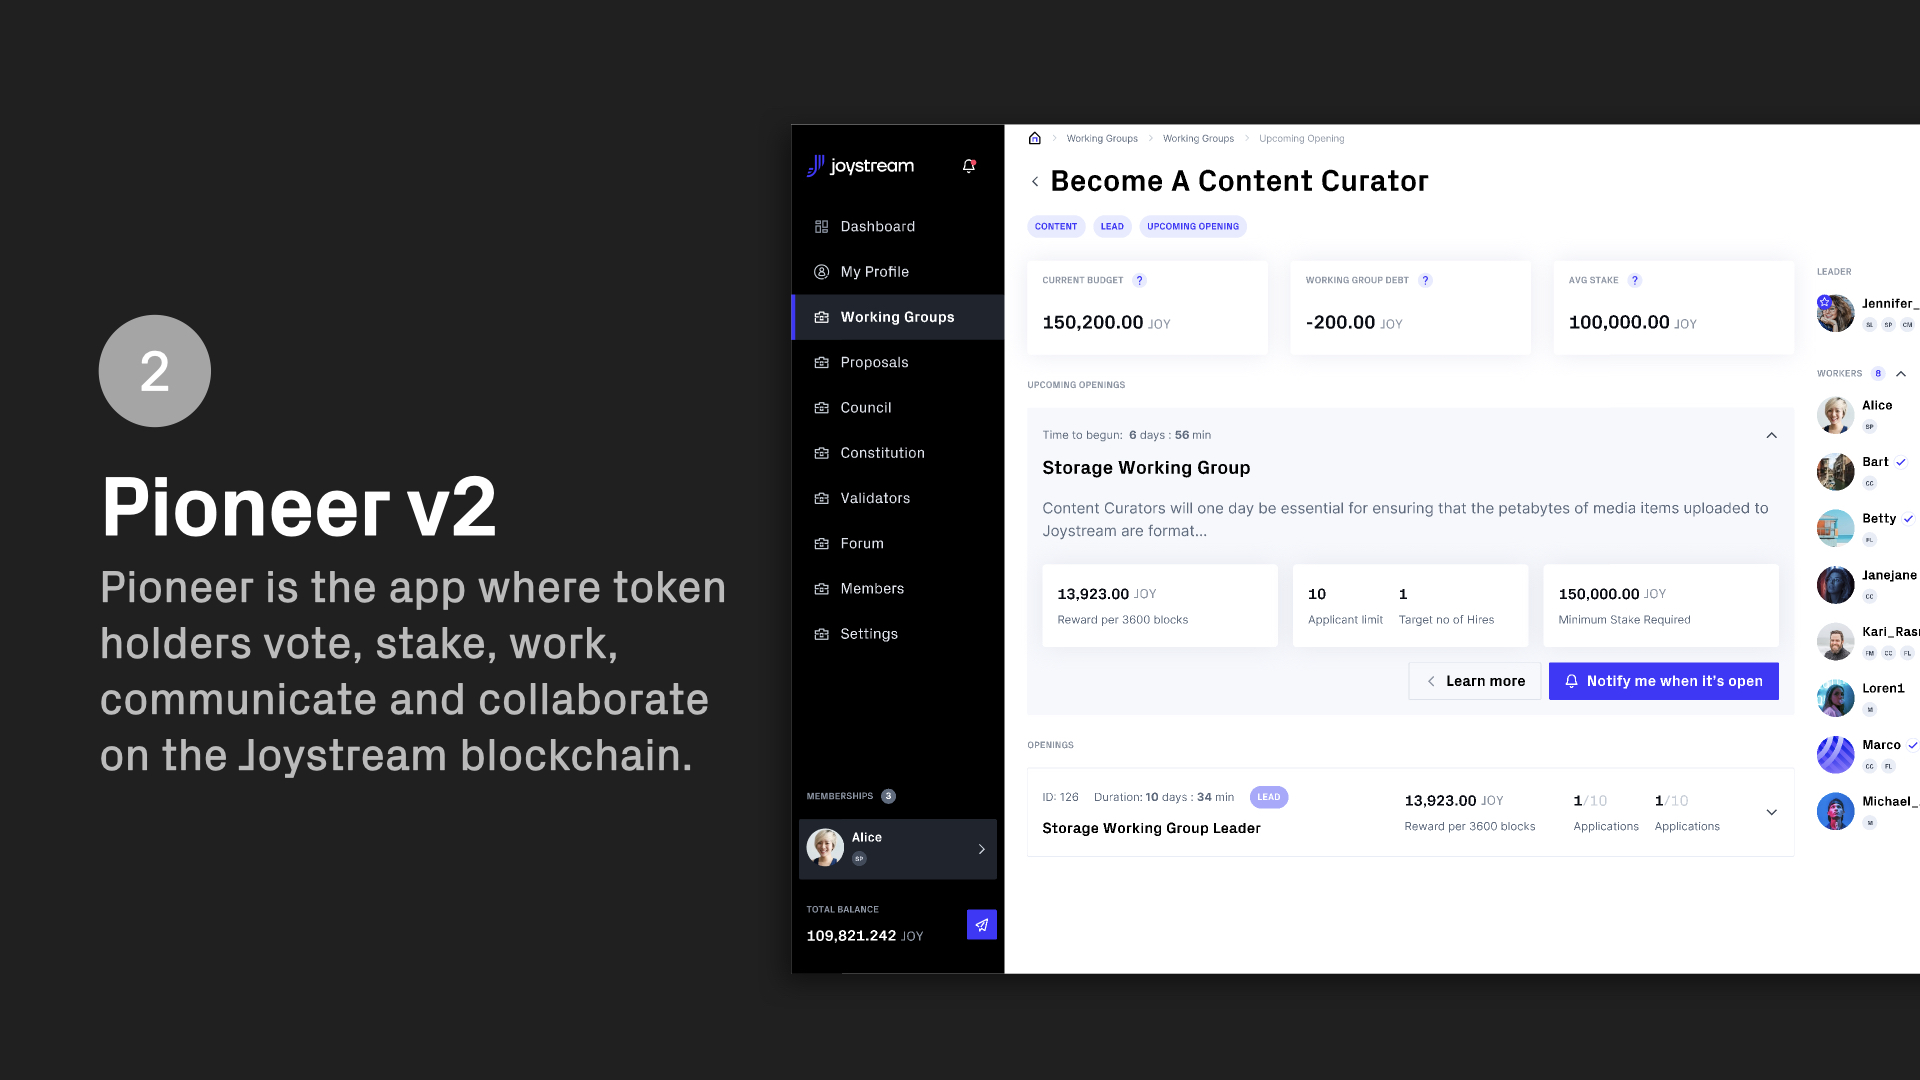 2
Pioneer v2
Pioneer is the app where token
holders vote, stake, work,
communicate and collaborate
on the Joystream blockchain.
joystream
Dashboard
My Profile
Working Groups
Proposals
Council
Constitution
Validators
Forum
Members
Settings
MEMBERSHIPS 3
Alice
SP
TOTAL BALANCE
109,821.242 JOY
Working Groups Working Groups Upcoming Opening
Become A Content Curator
CONTENT LEAD UPCOMING OPENING
CURRENT BUDGET ?
150,200.00 JOY
WORKING GROUP DEBT ?
-200.00 JOY
AVG STAKE ?
100,000.00 JOY
UPCOMING OPENINGS
Time to begun: 6 days : 56 min
Storage Working Group
Content Curators will one day be essential for ensuring that the petabytes of media items uploaded to
Joystream are format...
13,923.00 JOY
Reward per 3600 blocks
10 1
Applicant limit Target no of Hires
150,000.00 JOY
Minimum Stake Required
Learn more
Notify me when it's open
OPENINGS
ID: 126 Duration: 10 days : 34 min LEAD
Storage Working Group Leader
13,923.00 JOY
Reward per 3600 blocks
1/10 1/10
Applications Applications
LEADER
Jennifer_
SL SP CM
WORKERS 8
Alice
SP
Bart
CC
Betty
FL
Janejane
CC
Kari_Ras
FM CC FL
Loren1
M
Marco
CC FL
Michael_
M